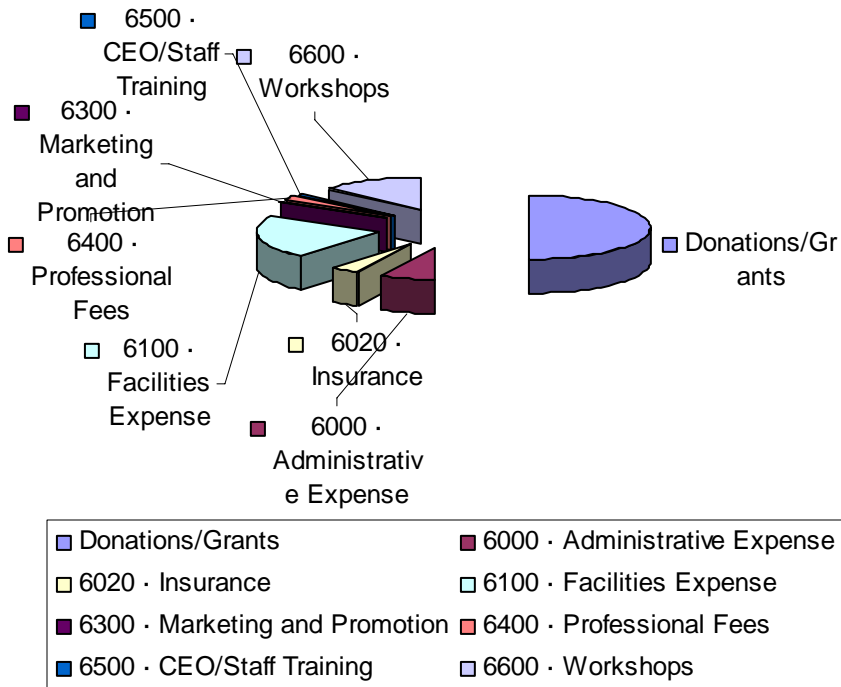 6500 ·
CEO/Staff
Training
6600 ·
Workshops
6300 ·
Marketing
and
Promotion
6400 ·
Professional
Fees
Donations/Gr
ants
6100 ·
Facilities
Expense
6020 ·
Insurance
6000 ·
Administrativ
e Expense
Donations/Grants
6000 · Administrative Expense
6020 · Insurance
6100 · Facilities Expense
6300 · Marketing and Promotion
6400 · Professional Fees
6500 · CEO/Staff Training
6600 · Workshops